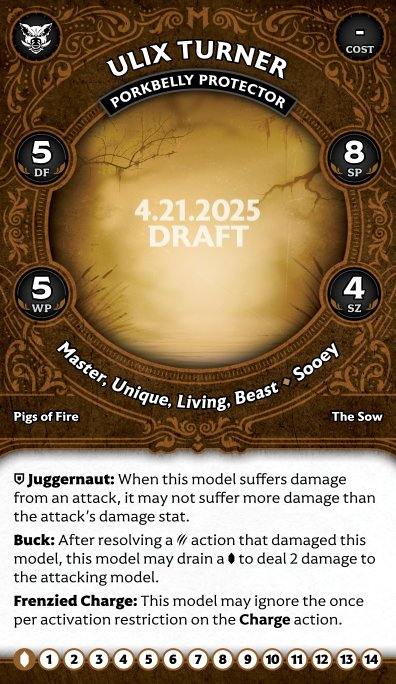 -
COST
ULIX TURNER
PORKBELLY PROTECTOR
5
DF
8
SP
4.21.2025
DRAFT
5
WP
4
SZ
Master, Unique, Living, Beast ◆ Sooey
Pigs of Fire
The Sow
Juggernaut: When this model suffers damage
from an attack, it may not suffer more damage than
the attack's damage stat.
Buck: After resolving a action that damaged this
model, this model may drain a to deal 2 damage to
the attacking model.
Frenzied Charge: This model may ignore the once
per activation restriction on the Charge action.
1 2 3 4 5 6 7 8 9 10 11 12 13 14